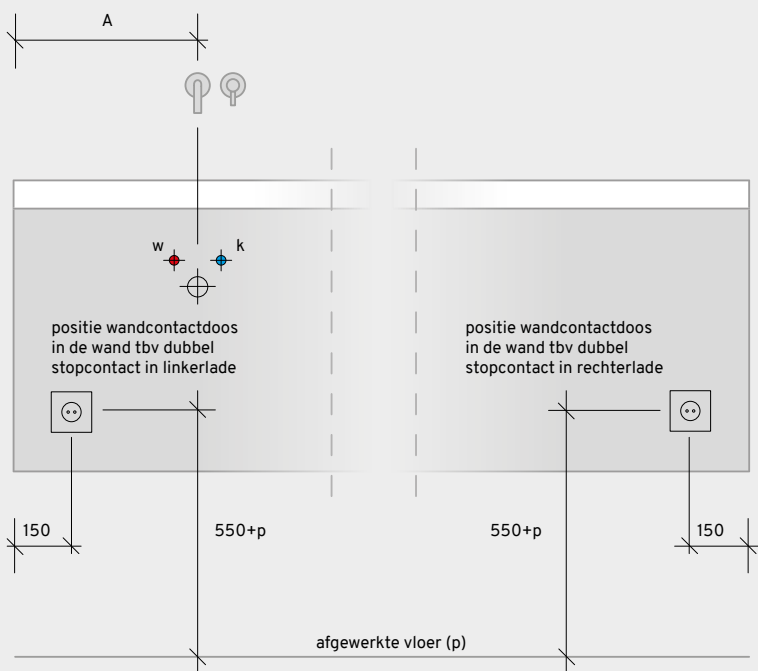 A
w
k
positie wandcontactdoos
in de wand tbv dubbel
stopcontact in linkerlade
positie wandcontactdoos
in de wand tbv dubbel
stopcontact in rechterlade
150
550+p
550+p
150
afgewerkte vloer (p)